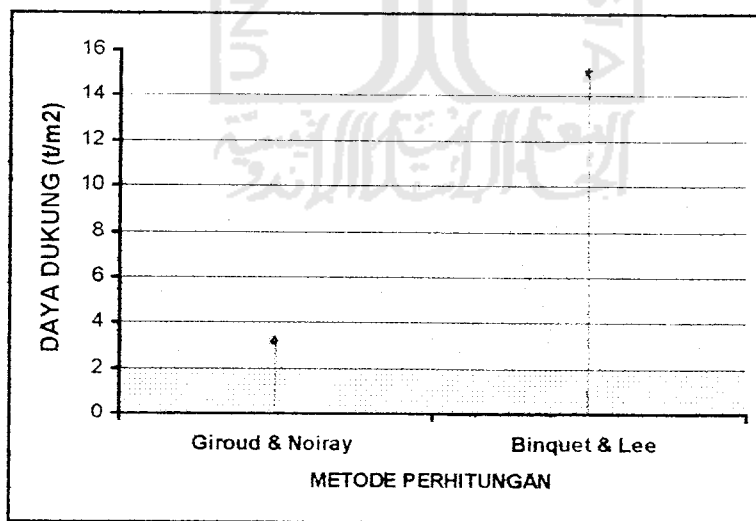 16
14
12
10
8
6
4
2
0
DAYA DUKUNG (t/m2)
Giroud & Noiray
Binquet & Lee
METODE PERHITUNGAN